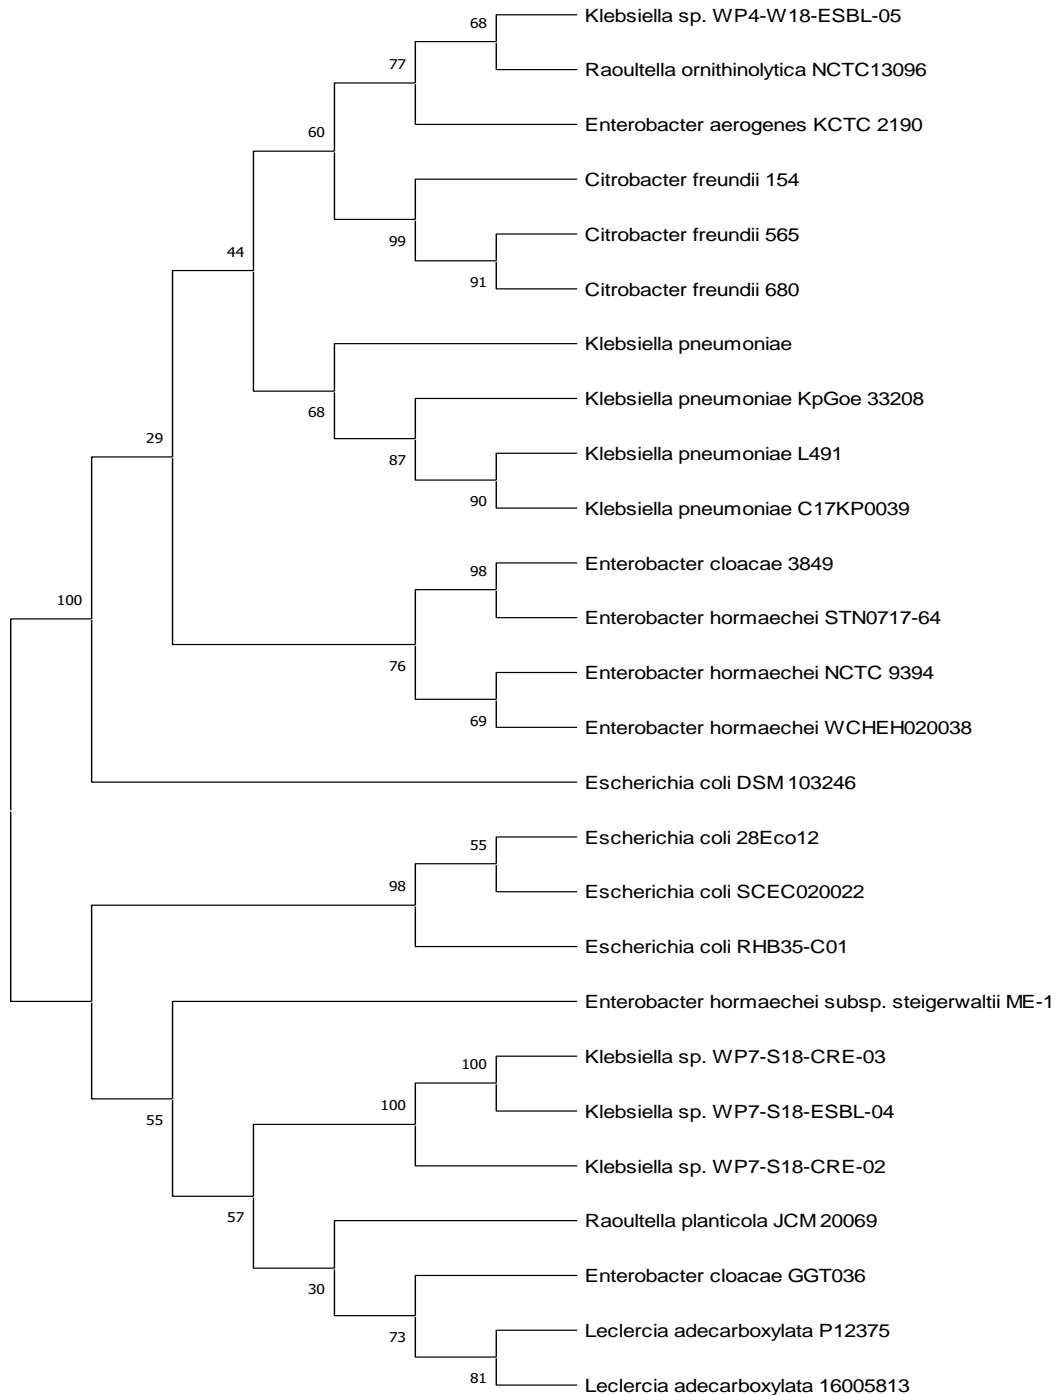 68
Klebsiella sp. WP4-W18-ESBL-05
77
Raoultella ornithinolytica NCTC13096
60
Enterobacter aerogenes KCTC 2190
Citrobacter freundii 154
44
99
Citrobacter freundii 565
91
Citrobacter freundii 680
Klebsiella pneumoniae
68
Klebsiella pneumoniae KpGoe 33208
29
87
Klebsiella pneumoniae L491
90
Klebsiella pneumoniae C17KP0039
98
Enterobacter cloacae 3849
100
Enterobacter hormaechei STN0717-64
76
Enterobacter hormaechei NCTC 9394
69
Enterobacter hormaechei WCHEH020038
Escherichia coli DSM 103246
55
Escherichia coli 28Eco12
98
Escherichia coli SCEC020022
Escherichia coli RHB35-C01
Enterobacter hormaechei subsp. steigerwaltii ME-1
100
Klebsiella sp. WP7-S18-CRE-03
100
55
Klebsiella sp. WP7-S18-ESBL-04
Klebsiella sp. WP7-S18-CRE-02
57
Raoultella planticola JCM 20069
30
Enterobacter cloacae GGT036
73
Leclercia adecarboxylata P12375
81
Leclercia adecarboxylata 16005813